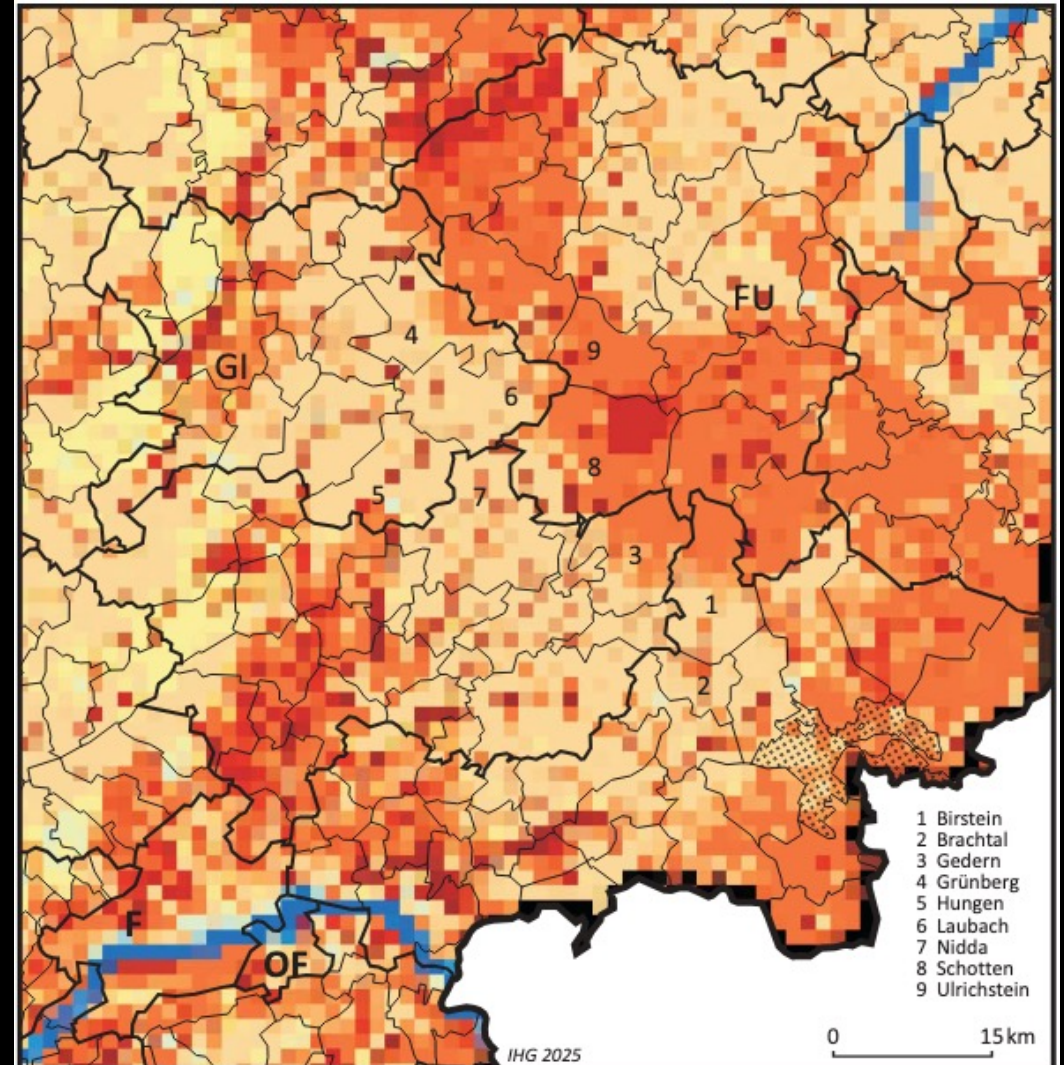 4
GI
6
9
FU
8
5
7
3
1
2
F
OF
1 Birstein
2 Brachtal
3 Gedern
4 Grünberg
5 Hungen
6 Laubach
7 Nidda
8 Schotten
9 Ulrichstein
0 15 km
IHG 2025